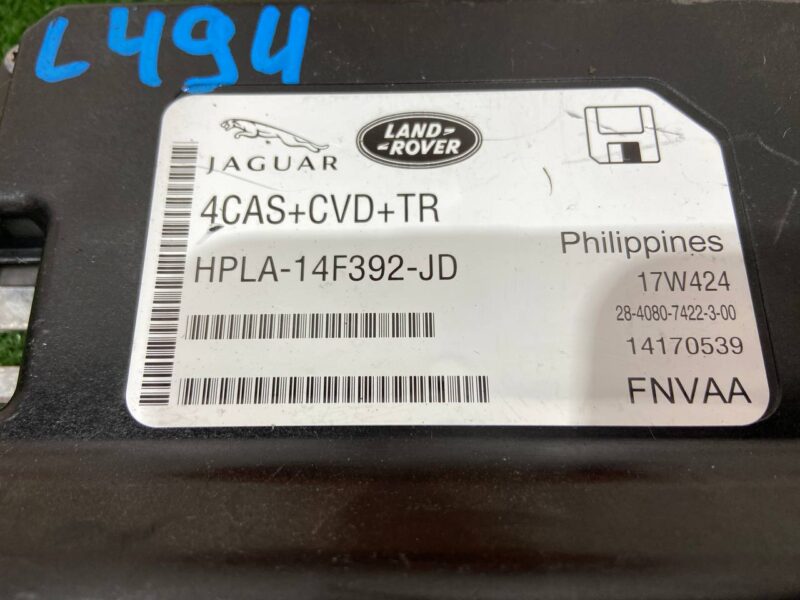 L494
JAGUAR
LAND-
-ROVER
4CAS+CVD+TR
HPLA-14F392-JD
Philippines
17W424
28-4080-7422-3-00
14170539
FNVAA